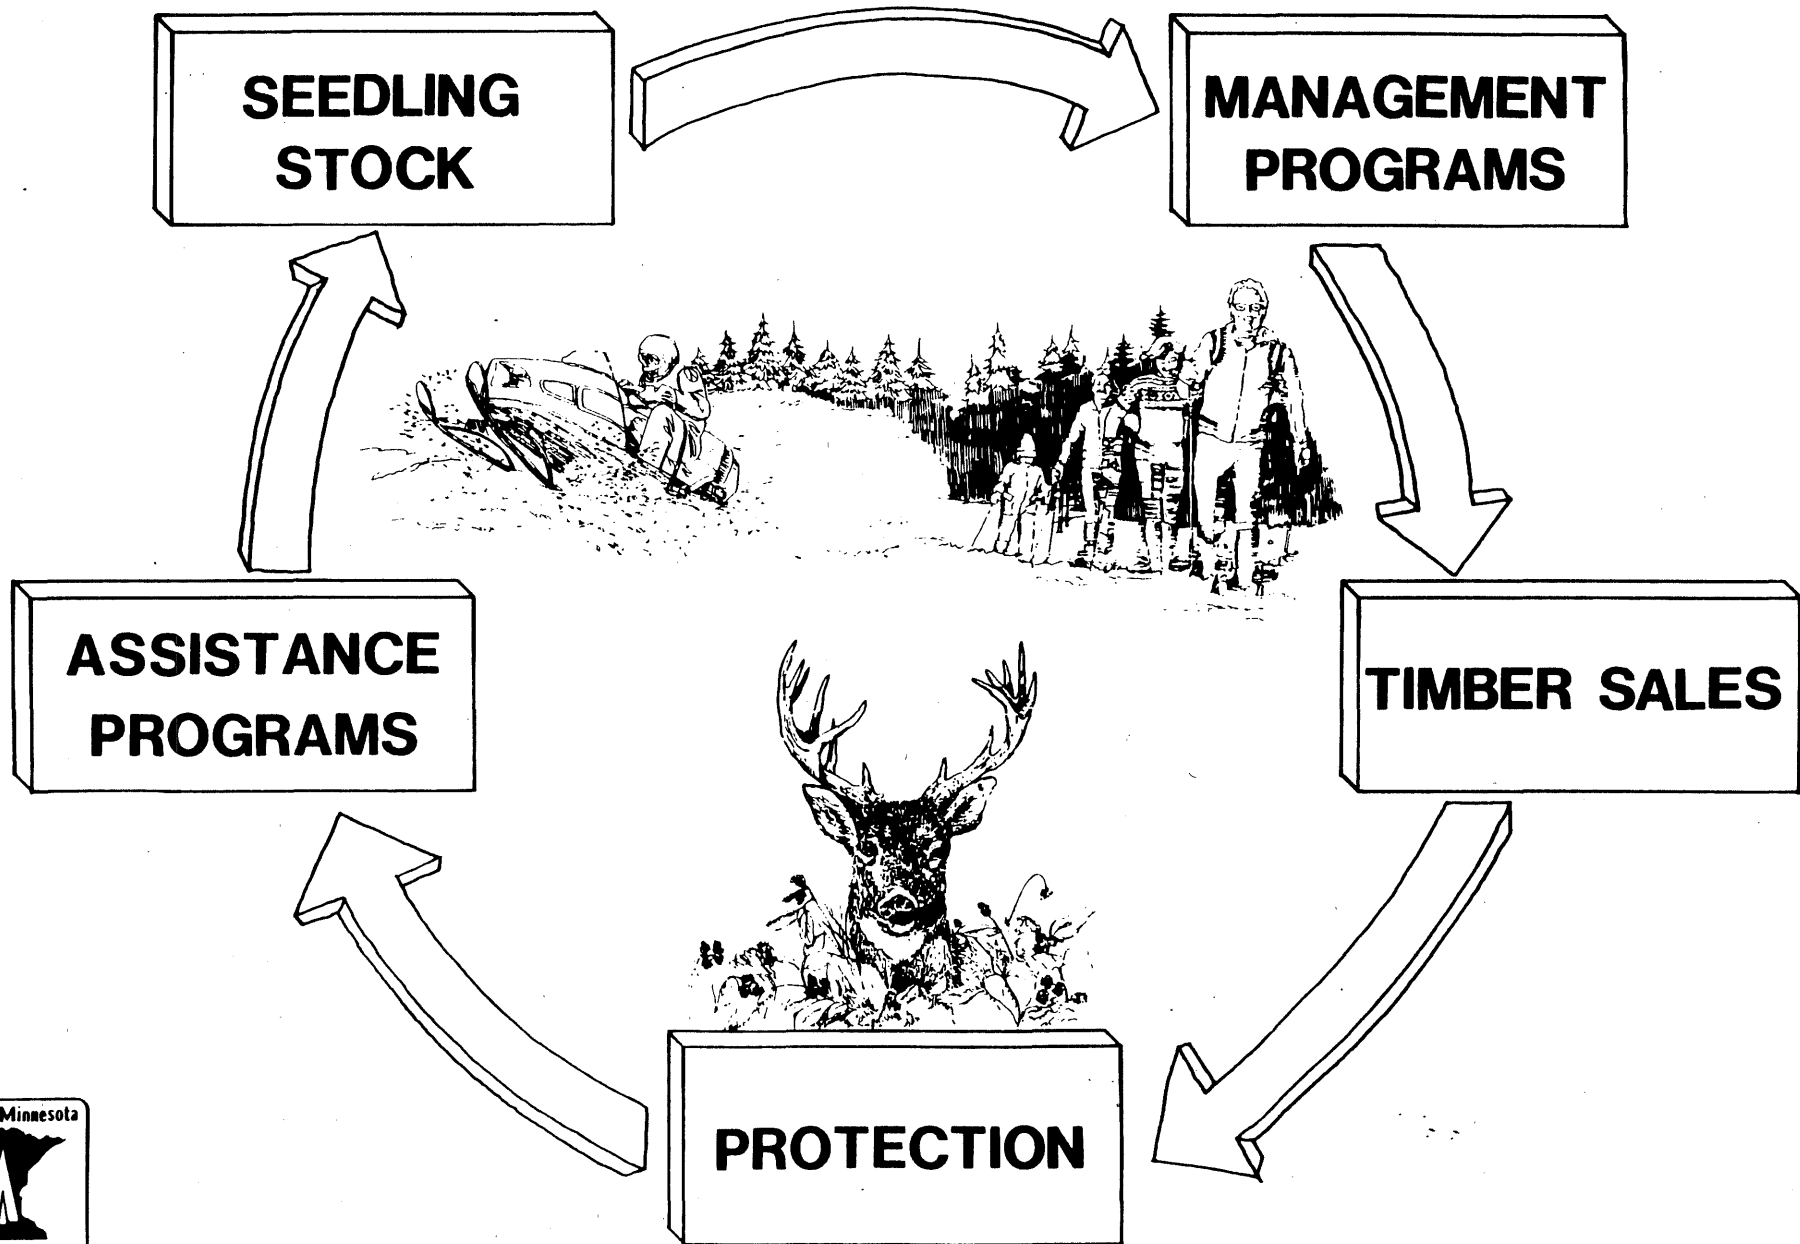 SEEDLING
STOCK
MANAGEMENT
PROGRAMS
ASSISTANCE
PROGRAMS
TIMBER SALES
PROTECTION
Minnesota